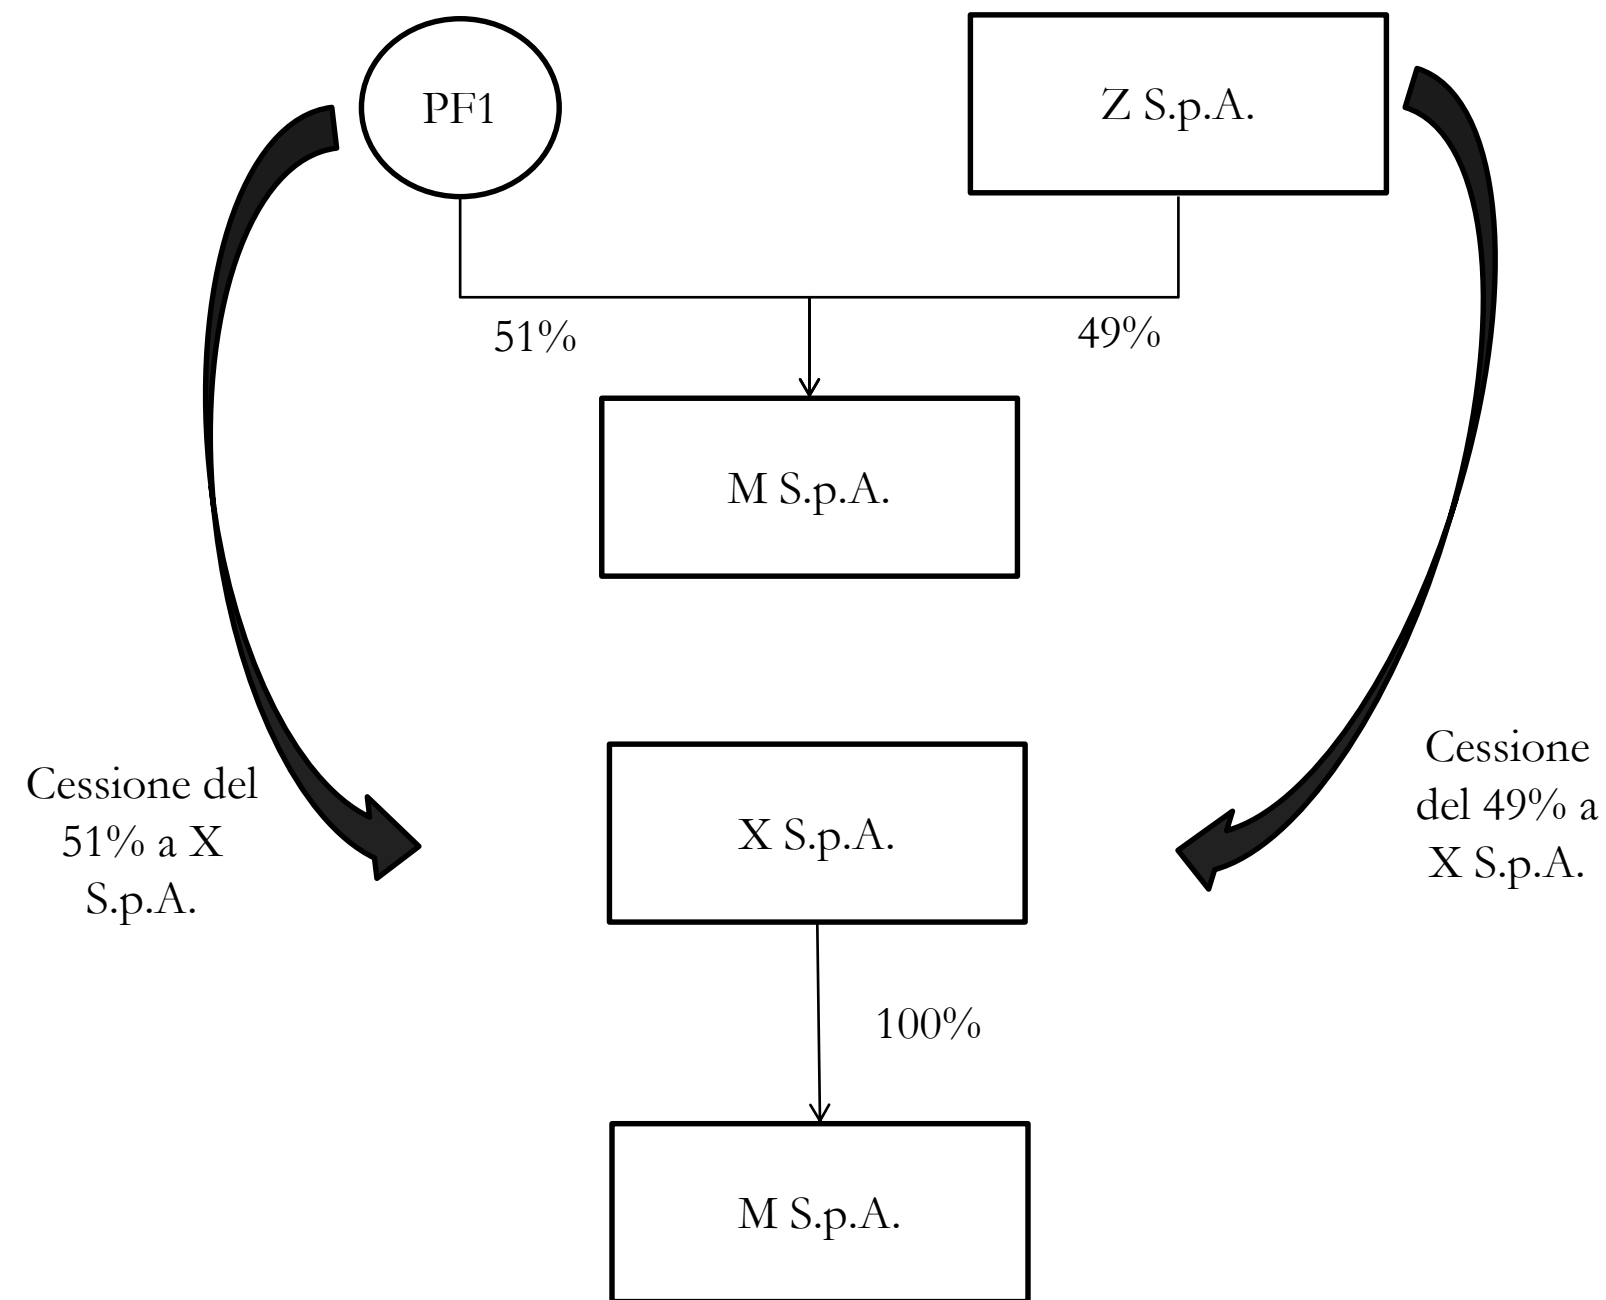 PF1
Z S.p.A.
51%
49%
M S.p.A.
Cessione del
51% a X
S.p.A.
X S.p.A.
Cessione
del 49% a
X S.p.A.
100%
M S.p.A.